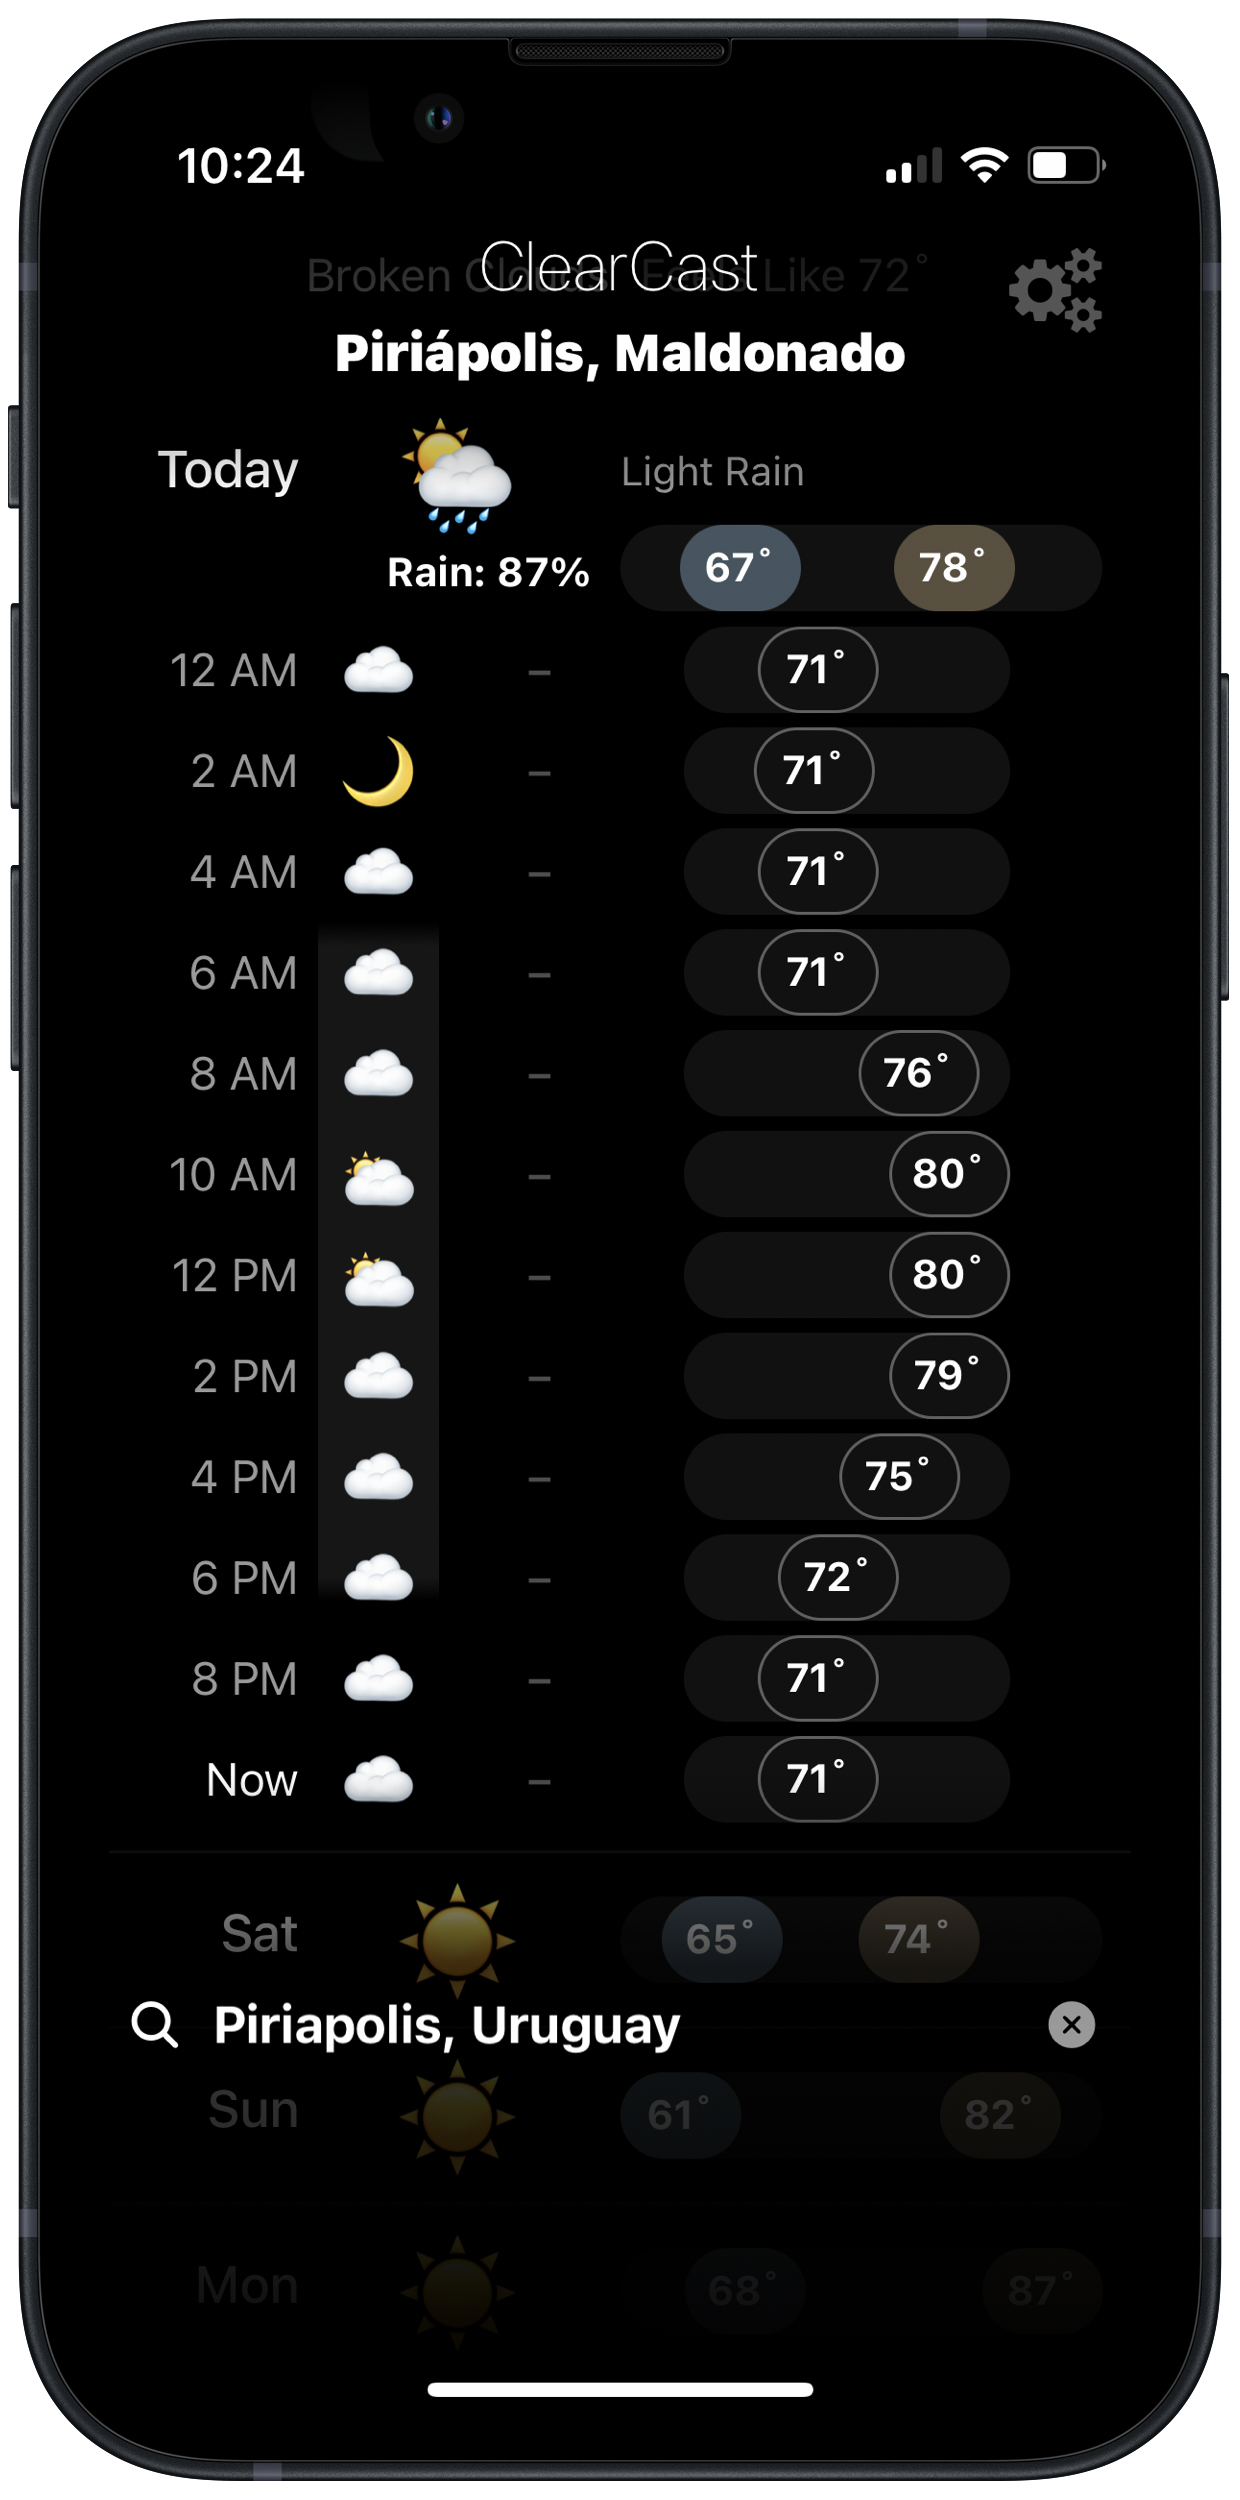 10:24
ClearCast
Broken Clouds Feels Like 72°
Piriápolis, Maldonado
Today Light Rain
Rain: 87% 67° 78°
12 AM – 71°
2 AM – 71°
4 AM – 71°
6 AM – 71°
8 AM – 76°
10 AM – 80°
12 PM – 80°
2 PM – 79°
4 PM – 75°
6 PM – 72°
8 PM – 71°
Now – 71°
Sat 65° 74°
Piriapolis, Uruguay
Sun 61° 82°
Mon 68° 87°